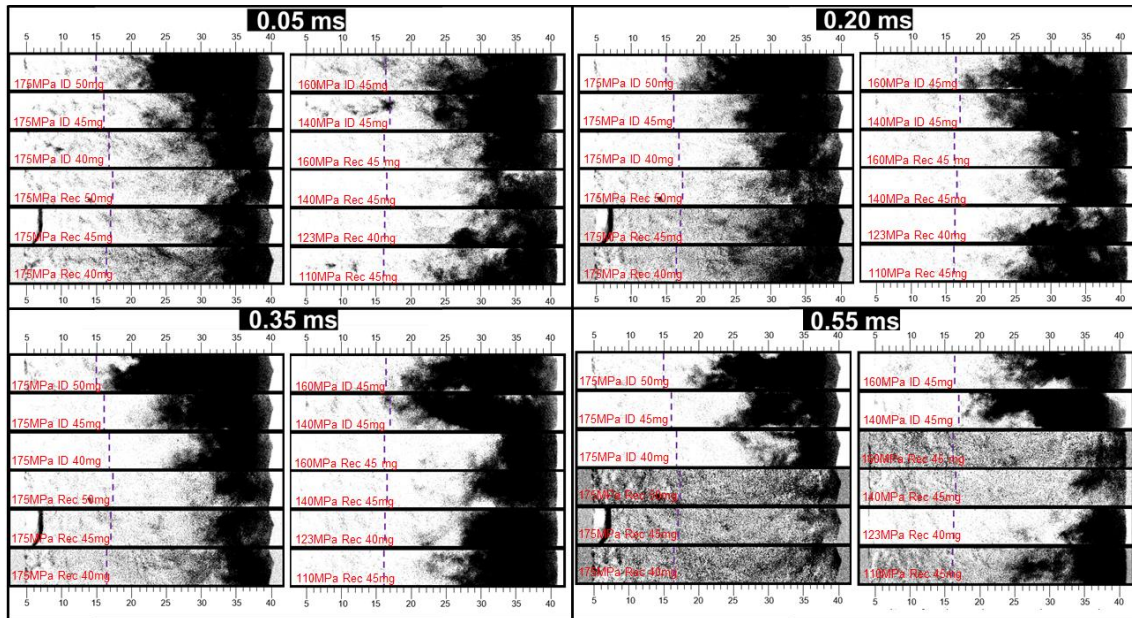 0.05 ms
5 10 15 20 25 30 35 40
175MPa ID 50mg
175MPa ID 45mg
175MPa ID 40mg
175MPa Rec 50mg
175MPa Rec 45mg
175MPa Rec 40mg
5 10 15 20 25 30 35 40
5 10 15 20 25 30 35 40
160MPa ID 45mg
140MPa ID 45mg
160MPa Rec 45 mg
140MPa Rec 45mg
123MPa Rec 40mg
110MPa Rec 45mg
5 10 15 20 25 30 35 40
0.20 ms
5 10 15 20 25 30 35 40
175MPa ID 50mg
175MPa ID 45mg
175MPa ID 40mg
175MPa Rec 50mg
175MPa Rec 45mg
175MPa Rec 40mg
5 10 15 20 25 30 35 40
5 10 15 20 25 30 35 40
160MPa ID 45mg
140MPa ID 45mg
160MPa Rec 45 mg
140MPa Rec 45mg
123MPa Rec 40mg
110MPa Rec 45mg
5 10 15 20 25 30 35 40
0.35 ms
5 10 15 20 25 30 35 40
175MPa ID 50mg
175MPa ID 45mg
175MPa ID 40mg
175MPa Rec 50mg
175MPa Rec 45mg
175MPa Rec 40mg
5 10 15 20 25 30 35 40
5 10 15 20 25 30 35 40
160MPa ID 45mg
140MPa ID 45mg
160MPa Rec 45 mg
140MPa Rec 45mg
123MPa Rec 40mg
110MPa Rec 45mg
5 10 15 20 25 30 35 40
0.55 ms
5 10 15 20 25 30 35 40
175MPa ID 50mg
175MPa ID 45mg
175MPa ID 40mg
175MPa Rec 50mg
175MPa Rec 45mg
175MPa Rec 40mg
5 10 15 20 25 30 35 40
5 10 15 20 25 30 35 40
160MPa ID 45mg
140MPa ID 45mg
160MPa Rec 45 mg
140MPa Rec 45mg
123MPa Rec 40mg
110MPa Rec 45mg
5 10 15 20 25 30 35 40